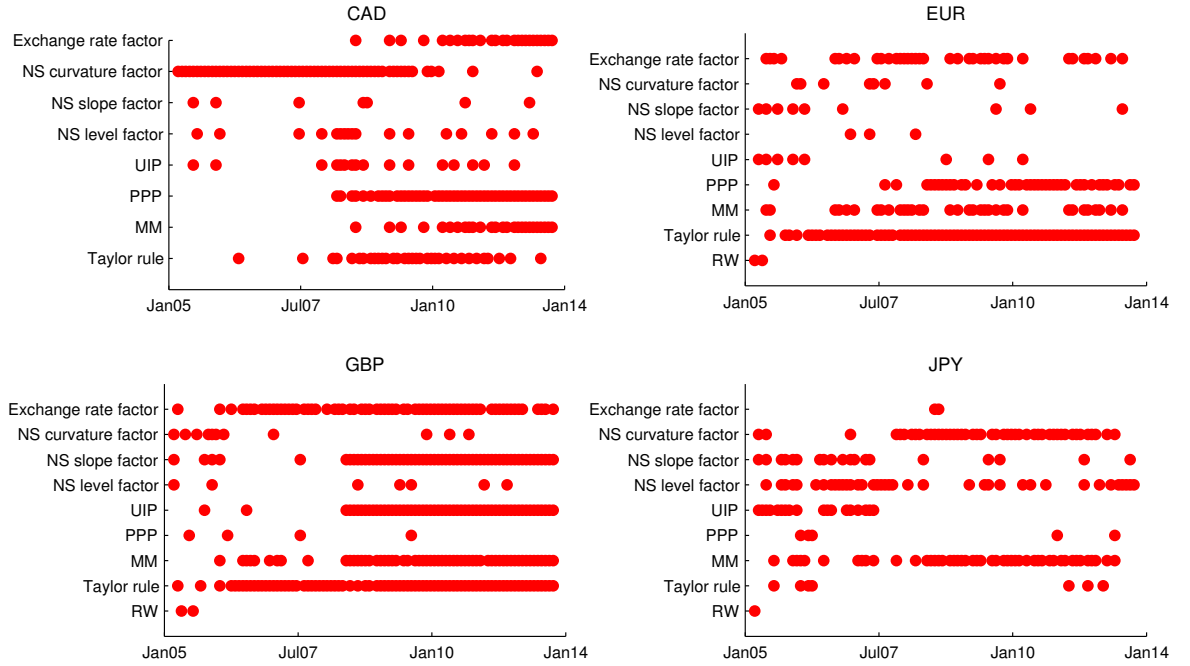 CAD
Exchange rate factor
NS curvature factor
NS slope factor
NS level factor
UIP
PPP
MM
Taylor rule
Jan05 Jul07 Jan10 Jan14
EUR
Exchange rate factor
NS curvature factor
NS slope factor
NS level factor
UIP
PPP
MM
Taylor rule
RW
Jan05 Jul07 Jan10 Jan14
GBP
Exchange rate factor
NS curvature factor
NS slope factor
NS level factor
UIP
PPP
MM
Taylor rule
RW
Jan05 Jul07 Jan10 Jan14
JPY
Exchange rate factor
NS curvature factor
NS slope factor
NS level factor
UIP
PPP
MM
Taylor rule
RW
Jan05 Jul07 Jan10 Jan14